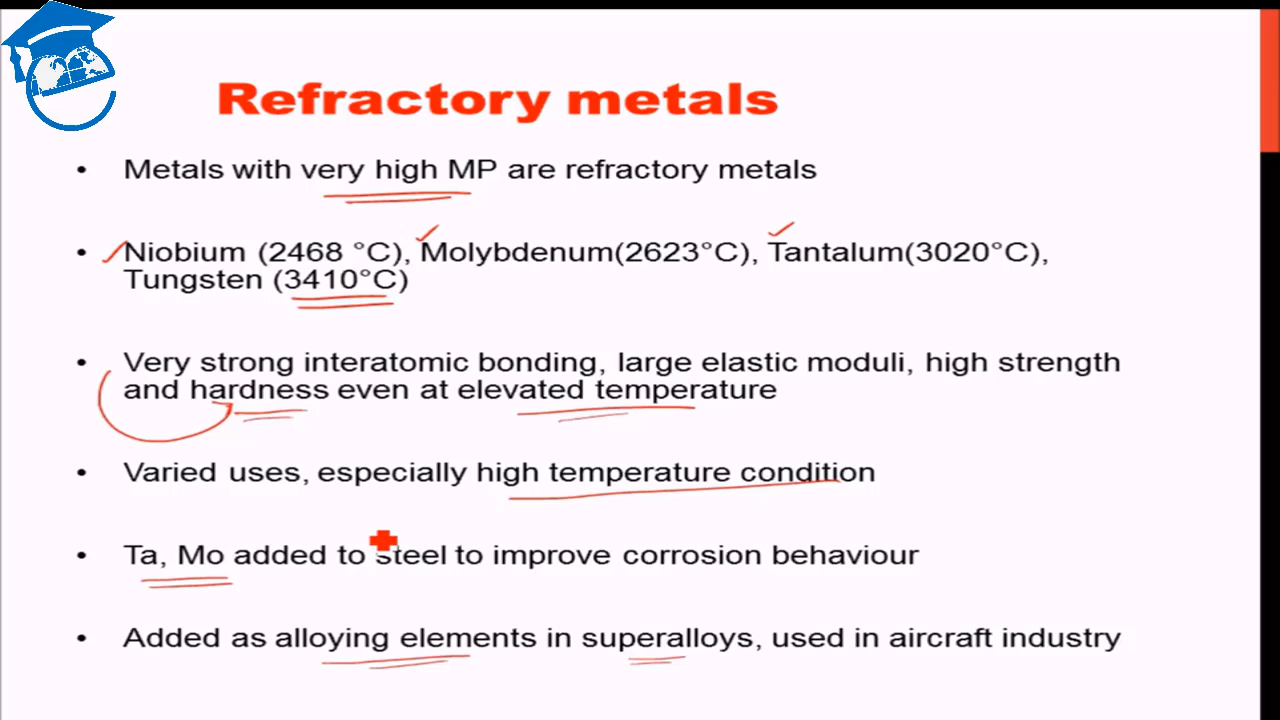 Refractory metals
• Metals with very high MP are refractory metals
• Niobium (2468 °C), Molybdenum(2623°C), Tantalum(3020°C),
Tungsten (3410°C)
• Very strong interatomic bonding, large elastic moduli, high strength
and hardness even at elevated temperature
• Varied uses, especially high temperature condition
• Ta, Mo added to steel to improve corrosion behaviour
• Added as alloying elements in superalloys, used in aircraft industry